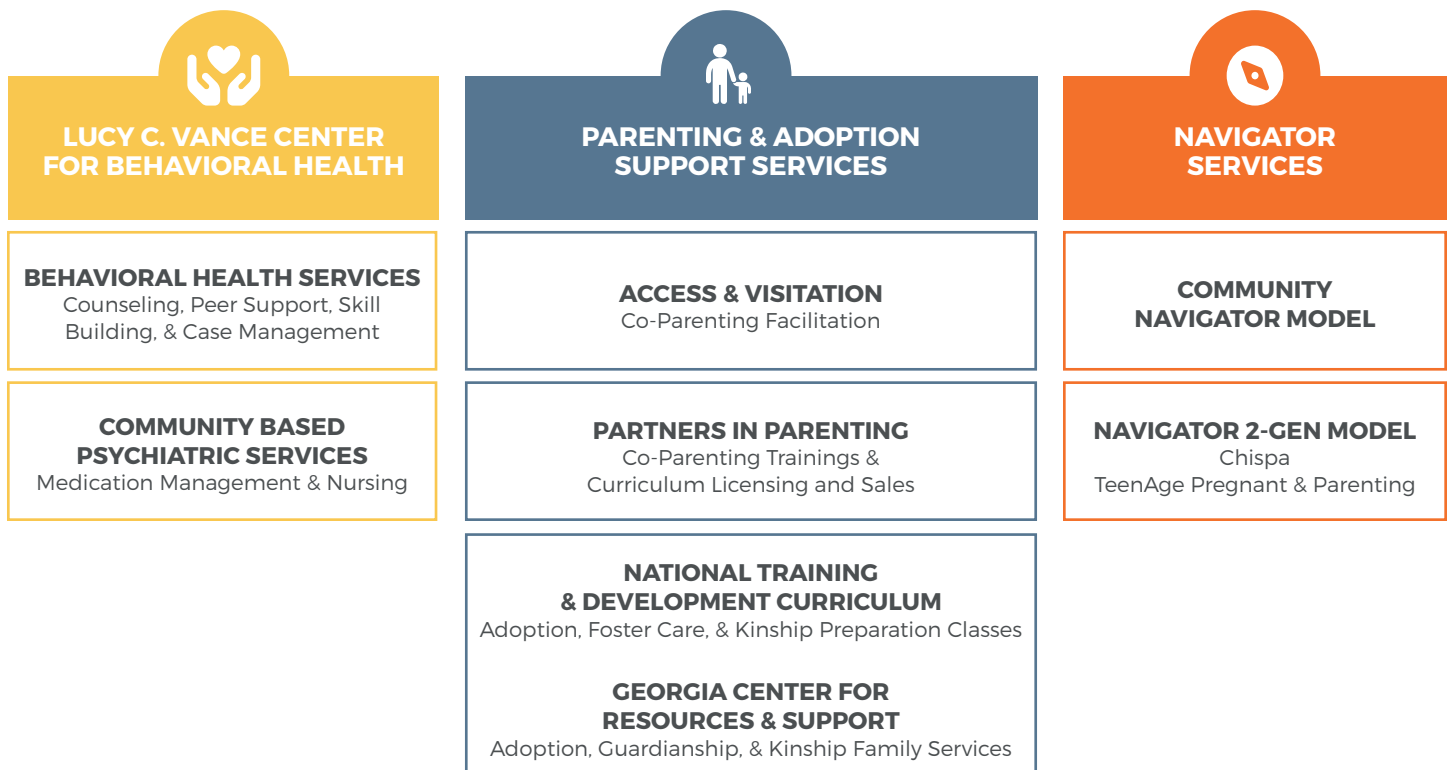 LUCY C. VANCE CENTER
FOR BEHAVIORAL HEALTH
BEHAVIORAL HEALTH SERVICES
Counseling, Peer Support, Skill
Building, & Case Management
COMMUNITY BASED
PSYCHIATRIC SERVICES
Medication Management & Nursing
PARENTING & ADOPTION
SUPPORT SERVICES
ACCESS & VISITATION
Co-Parenting Facilitation
PARTNERS IN PARENTING
Co-Parenting Trainings &
Curriculum Licensing and Sales
NATIONAL TRAINING
& DEVELOPMENT CURRICULUM
Adoption, Foster Care, & Kinship Preparation Classes
GEORGIA CENTER FOR
RESOURCES & SUPPORT
Adoption, Guardianship, & Kinship Family Services
NAVIGATOR
SERVICES
COMMUNITY
NAVIGATOR MODEL
NAVIGATOR 2-GEN MODEL
Chispa
TeenAge Pregnant & Parenting